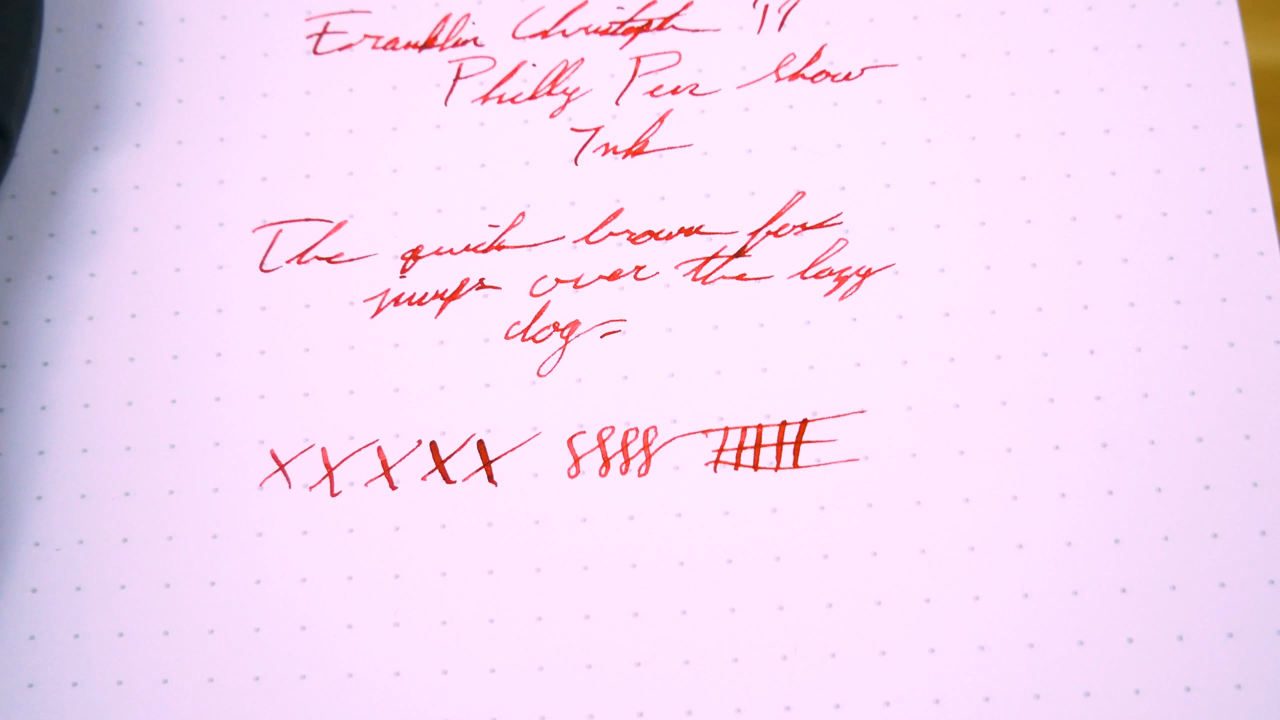 Franklin Christoph '17
Philly Pen Show
Ink
The quick brown fox
jumps over the lazy
dog=
X X X X X